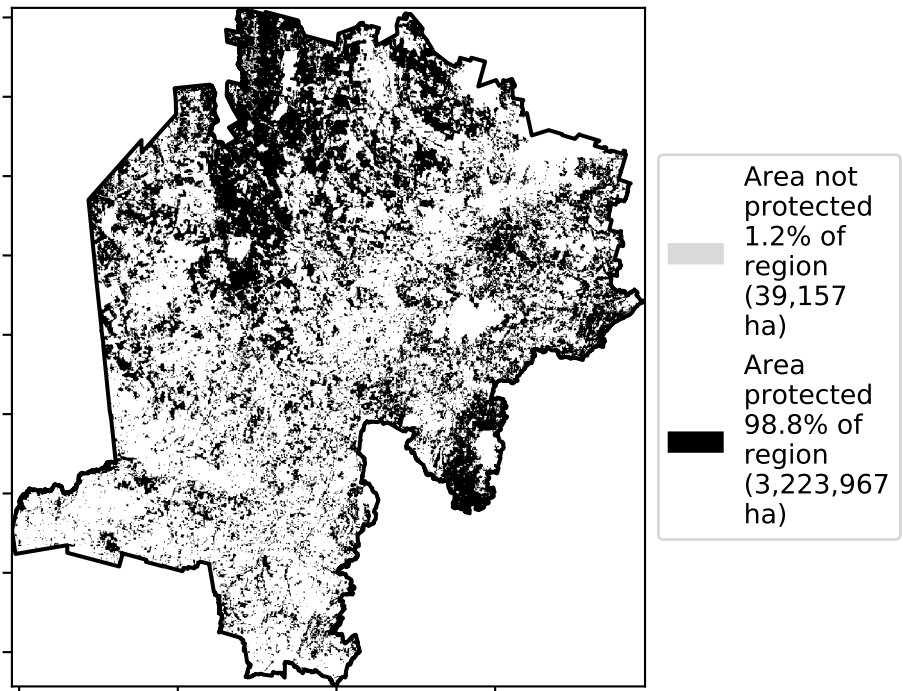 Area not
protected
1.2% of
region
(39,157
ha)
Area
protected
98.8% of
region
(3,223,967
ha)